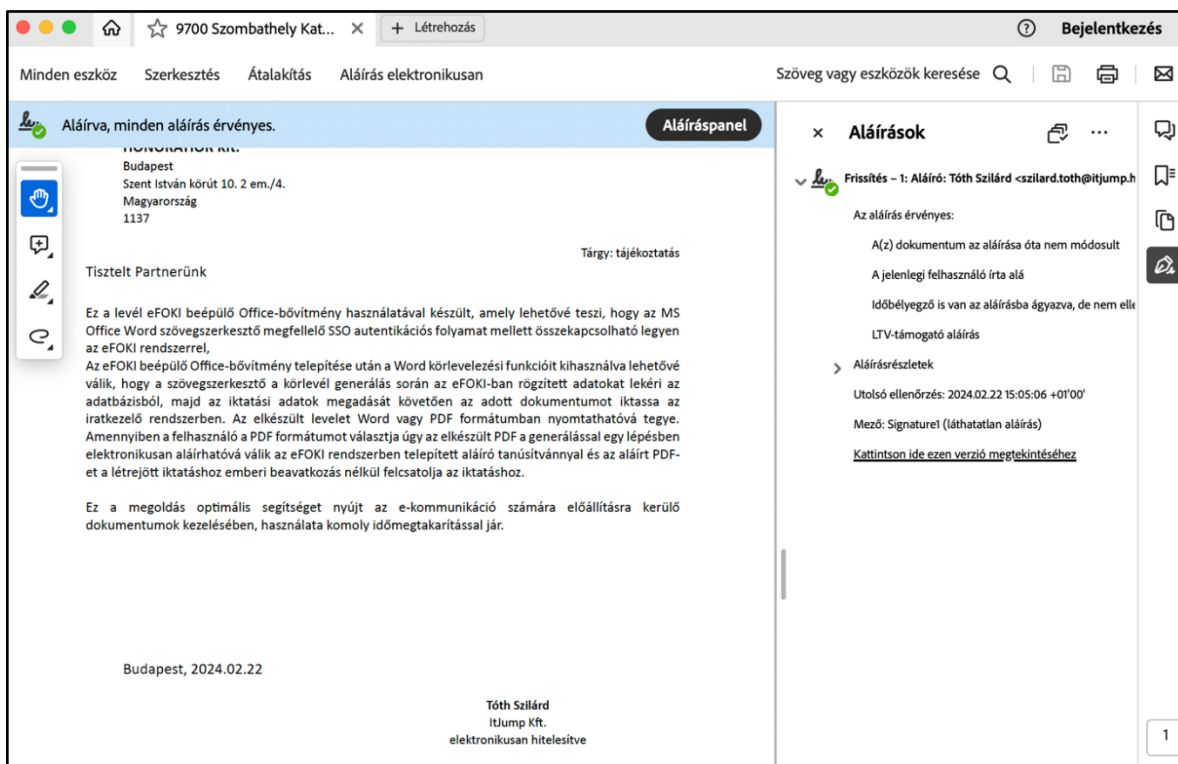 9700 Szombathely Kat...
+ Létrehozás
Bejelentkezés
Minden eszköz Szerkesztés Átalakítás Aláírás elektronikusan
Szöveg vagy eszközök keresése
Aláírva, minden aláírás érvényes.
Aláíráspanel
HONORATIOR Kft.
Budapest
Szent István körút 10. 2 em./4.
Magyarország
1137
Tárgy: tájékoztatás
Tisztelt Partnerünk
Ez a levél eFOKI beépülő Office-bővítmény használatával készült, amely lehetővé teszi, hogy az MS
Office Word szövegszerkesztő megfellelő SSO autentikációs folyamat mellett összekapcsolható legyen
az eFOKI rendszerrel,
Az eFOKI beépülő Office-bővítmény telepítése után a Word körlevelezési funkcióit kihasználva lehetővé
válik, hogy a szövegszerkesztő a körlevél generálás során az eFOKI-ban rögzített adatokat lekéri az
adatbázisból, majd az iktatási adatok megadását követően az adott dokumentumot iktassa az
iratkezelő rendszerben. Az elkészült levelet Word vagy PDF formátumban nyomtathatóvá tegye.
Amennyiben a felhasználó a PDF formátumot választja úgy az elkészült PDF a generálással egy lépésben
elektronikusan aláírhatóvá válik az eFOKI rendszerben telepített aláíró tanúsítvánnyal és az aláírt PDF-
et a létrejött iktatáshoz emberi beavatkozás nélkül felcsatolja az iktatáshoz.
Ez a megoldás optimális segítséget nyújt az e-kommunikáció számára előállításra kerülő
dokumentumok kezelésében, használata komoly időmegtakarítással jár.
Budapest, 2024.02.22
Tóth Szilárd
ItJump Kft.
elektronikusan hitelesítve
Aláírások
Frissítés – 1: Aláíró: Tóth Szilárd <szilard.toth@itjump.h
Az aláírás érvényes:
A(z) dokumentum az aláírása óta nem módosult
A jelenlegi felhasználó írta alá
Időbélyegző is van az aláírásba ágyazva, de nem elle
LTV-támogató aláírás
Aláírásrészletek
Utolsó ellenőrzés: 2024.02.22 15:05:06 +01'00'
Mező: Signature1 (láthatatlan aláírás)
Kattintson ide ezen verzió megtekintéséhez
1